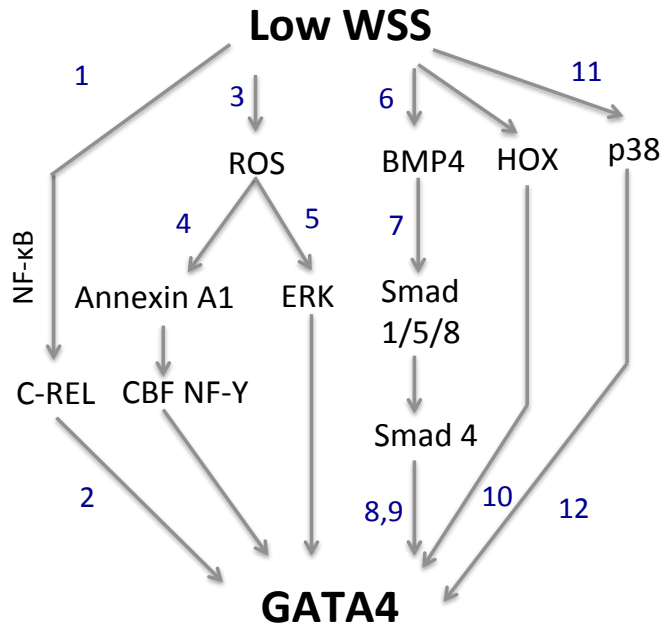 Low WSS
1
3
6
11
ROS
BMP4
HOX
p38
4
5
7
NF-κB
Annexin A1
ERK
Smad
1/5/8
C-REL
CBF NF-Y
Smad 4
2
8,9
10
12
GATA4